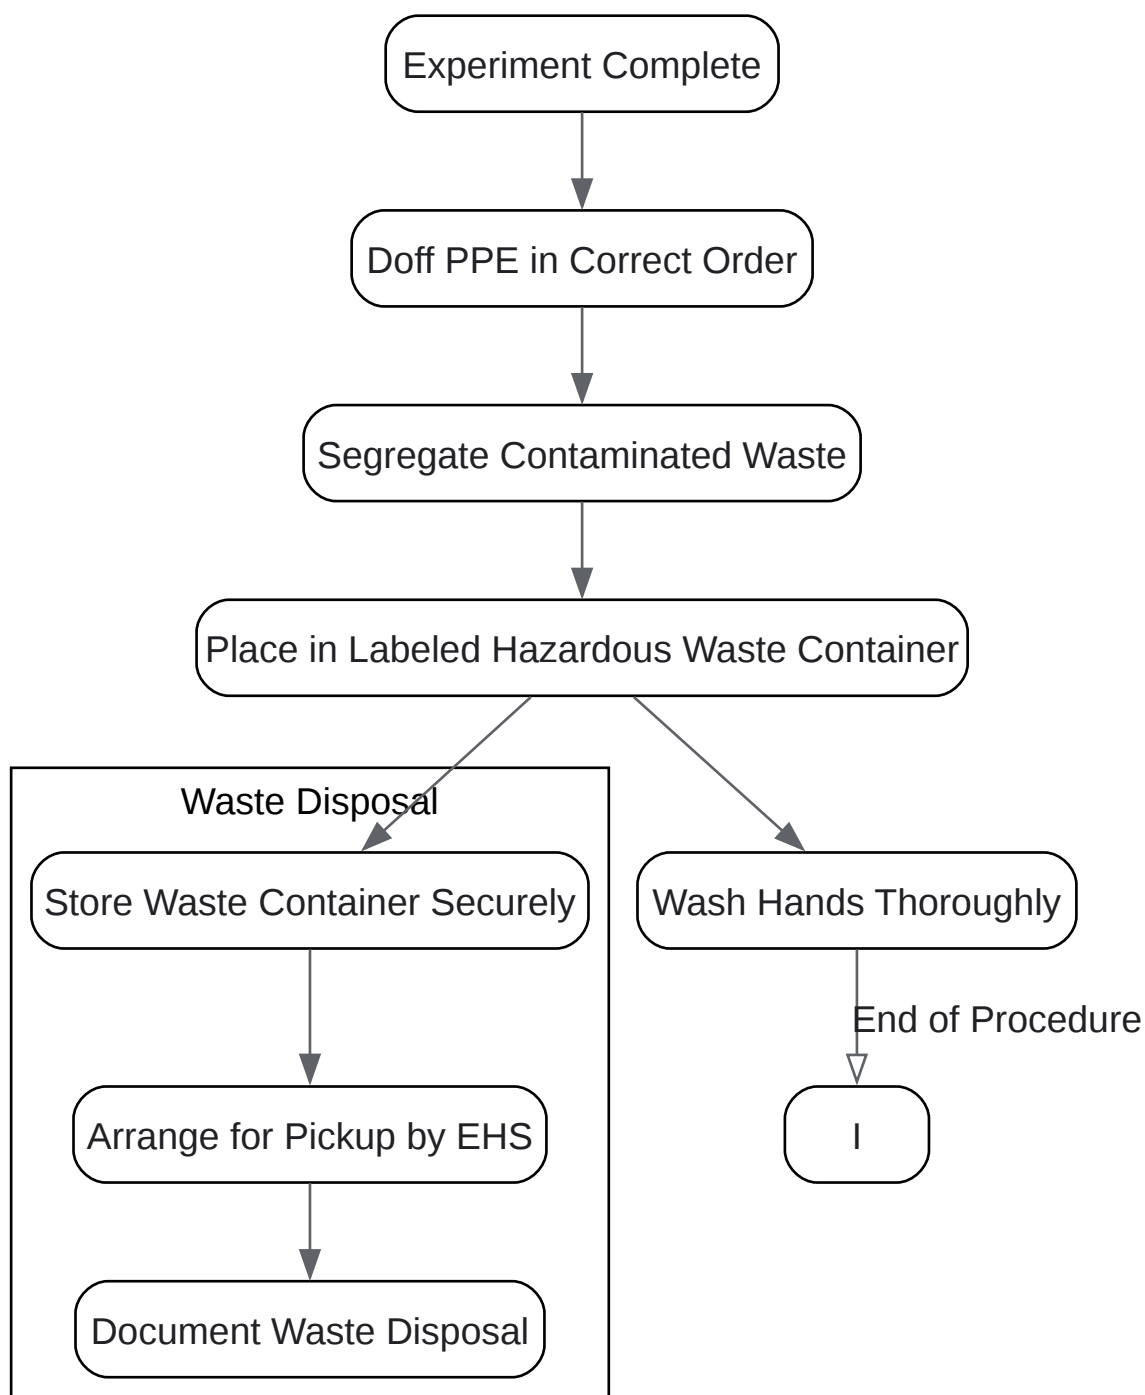 Experiment Complete
Doff PPE in Correct Order
Segregate Contaminated Waste
Place in Labeled Hazardous Waste Container
Waste Disposal
Store Waste Container Securely
Wash Hands Thoroughly
End of Procedure
Arrange for Pickup by EHS
I
Document Waste Disposal